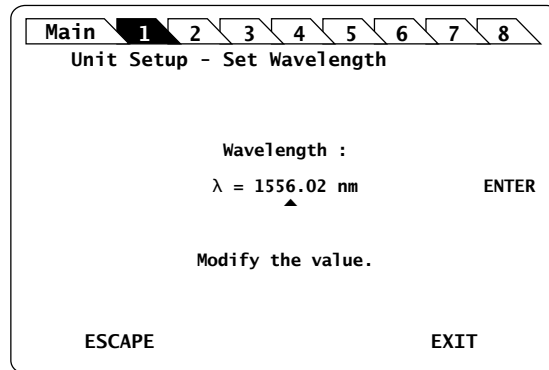 Main 1 2 3 4 5 6 7 8
Unit Setup - Set Wavelength
Wavelength :
λ = 1556.02 nm ENTER
Modify the value.
ESCAPE EXIT